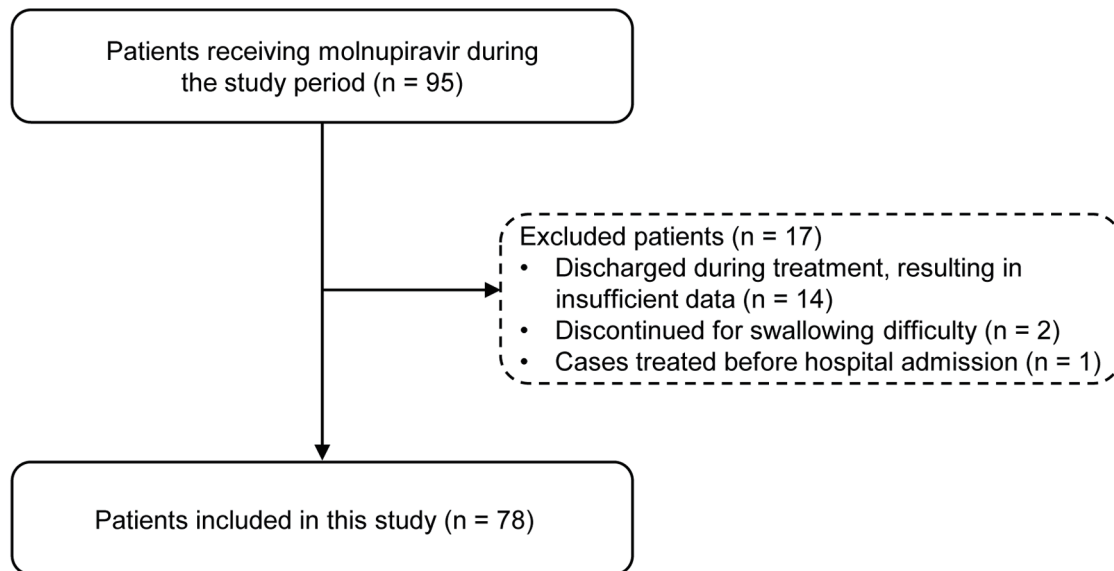 Patients receiving molnupiravir during
the study period (n = 95)
Excluded patients (n = 17)
• Discharged during treatment, resulting in
insufficient data (n = 14)
• Discontinued for swallowing difficulty (n = 2)
• Cases treated before hospital admission (n = 1)
Patients included in this study (n = 78)